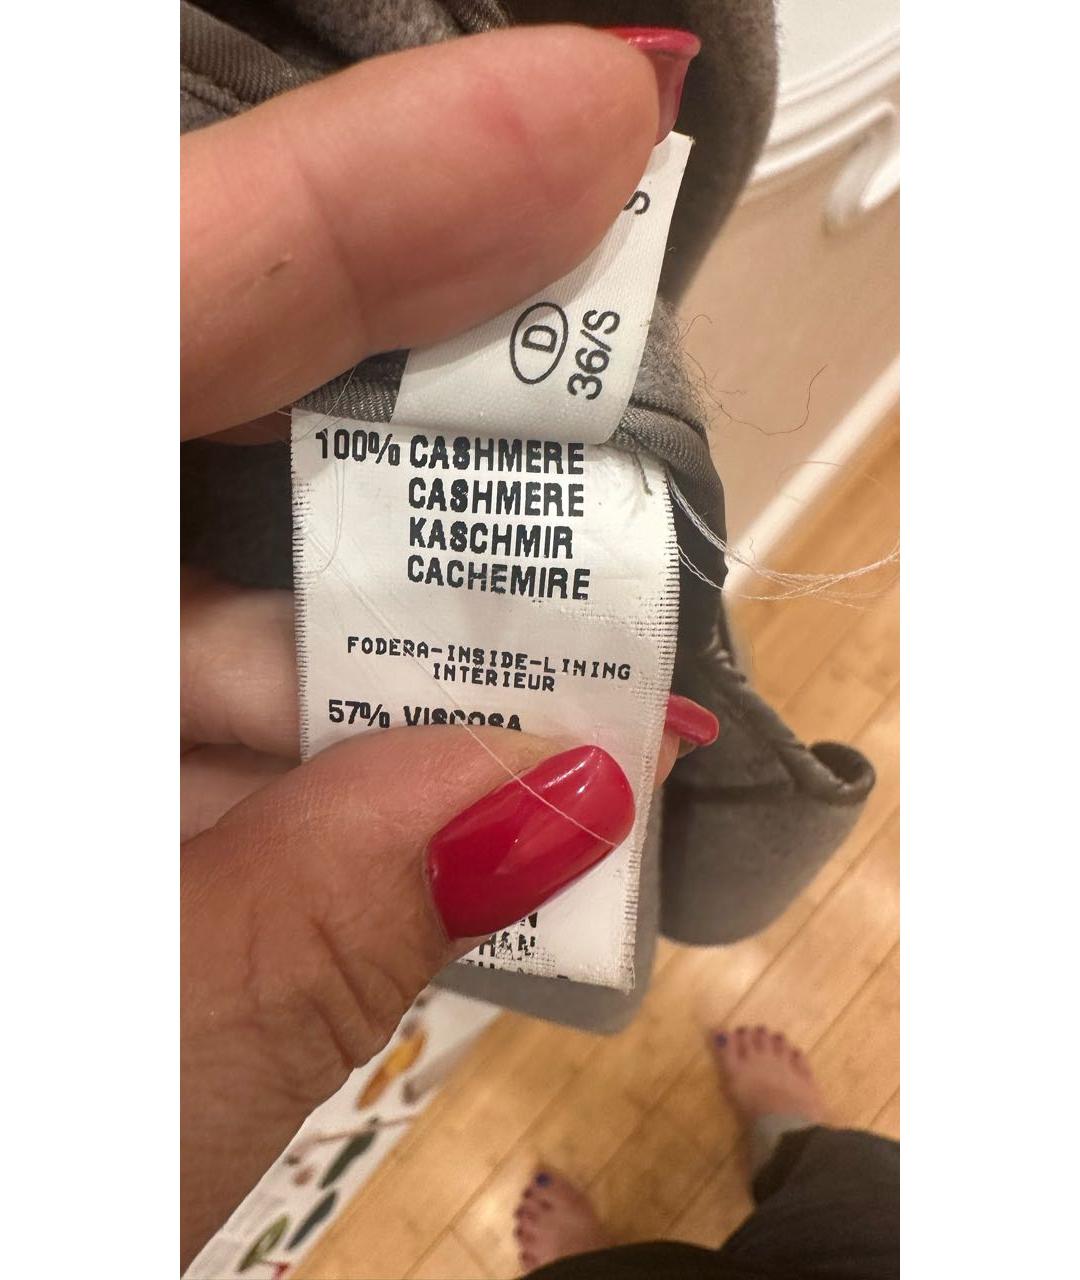 S
D
36/S
100% CASHMERE
CASHMERE
KASCHMIR
CACHEMIRE
FODERA-INSIDE-LINING
INTERIEUR
57% VISCOSA